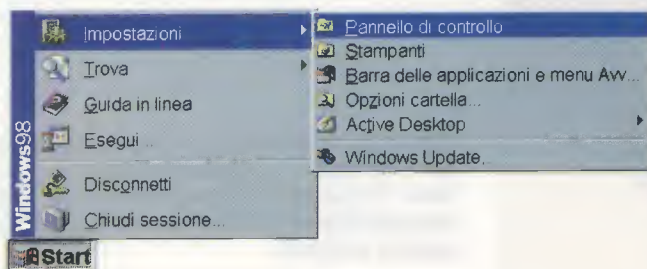 Impostazioni
Trova
Guida in linea
Esegui...
Disconnetti
Chiudi sessione...
Windows98
Start
Pannello di controllo
Stampanti
Barra delle applicazioni e menu Avv...
Opzioni cartella...
Active Desktop
Windows Update...